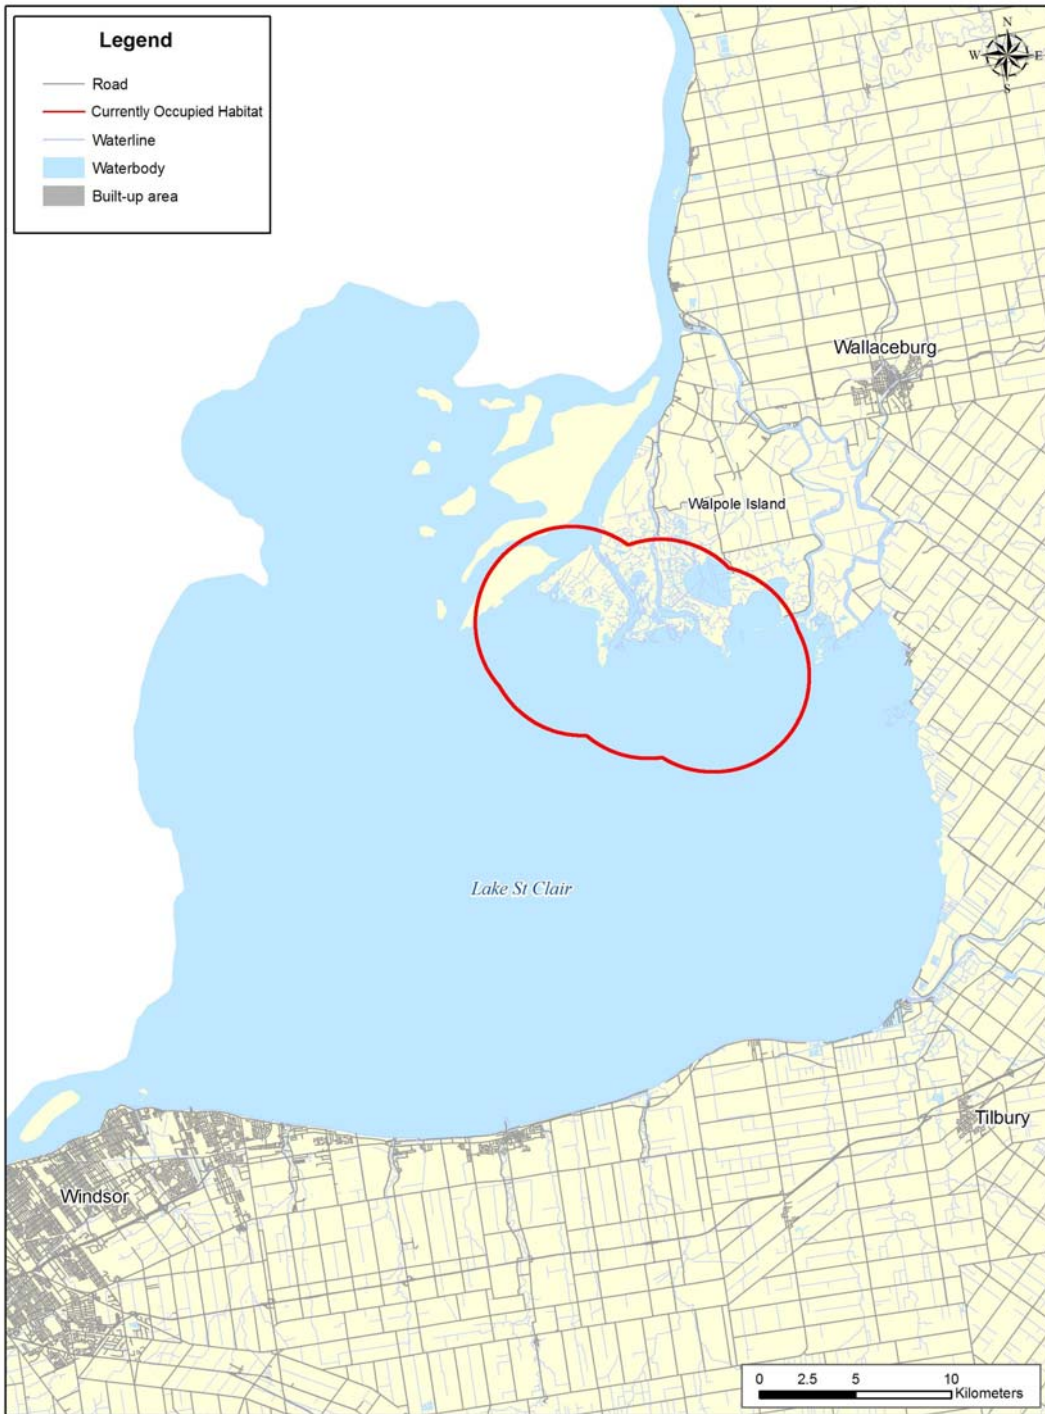 Legend
Road
Currently Occupied Habitat
Waterline
Waterbody
Built-up area
N
W E
S
Wallaceburg
Walpole Island
Lake St Clair
Tilbury
Windsor
0 2.5 5 10
Kilometers